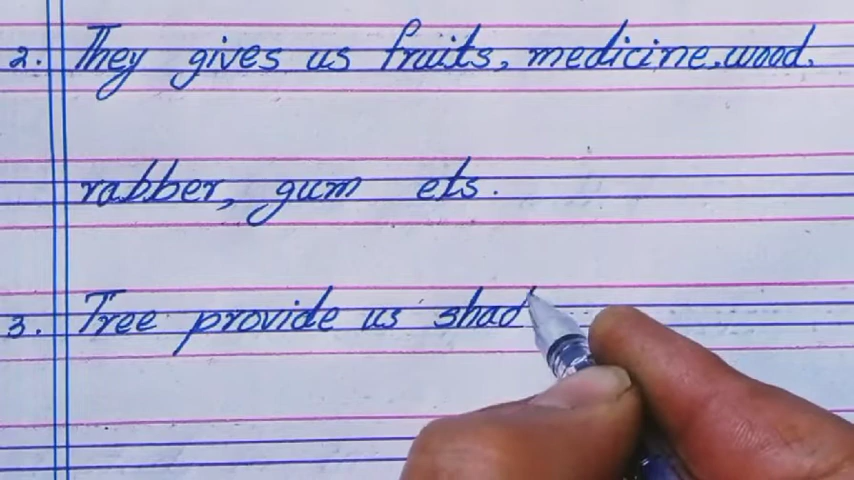 2. They gives us fruits, medicine, wood.
rabber, gum ets.
3. Tree provide us shad